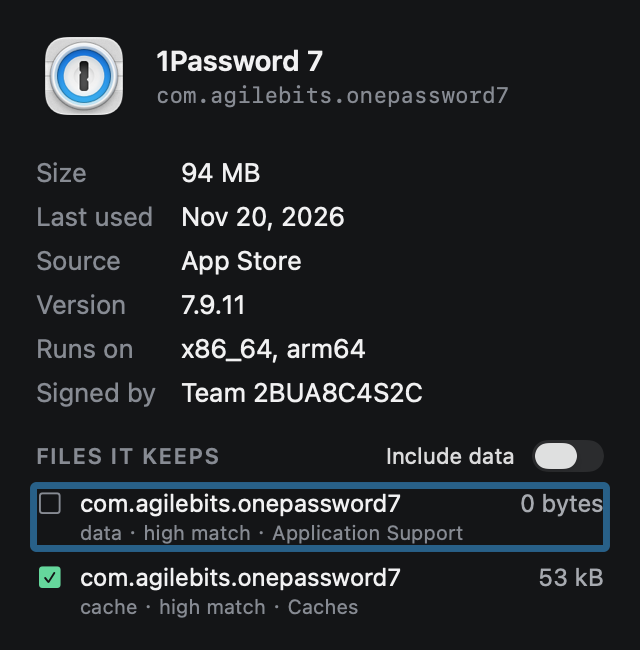 1Password 7
com.agilebits.onepassword7
Size 94 MB
Last used Nov 20, 2026
Source App Store
Version 7.9.11
Runs on x86_64, arm64
Signed by Team 2BUA8C4S2C
FILES IT KEEPS Include data
com.agilebits.onepassword7 0 bytes
data · high match · Application Support
com.agilebits.onepassword7 53 kB
cache · high match · Caches